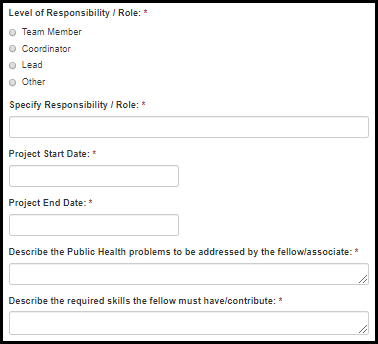 Level of Responsibility / Role: *
Team Member
Coordinator
Lead
Other
Specify Responsibility / Role: *
Project Start Date: *
Project End Date: *
Describe the Public Health problems to be addressed by the fellow/associate: *
Describe the required skills the fellow must have/contribute: *